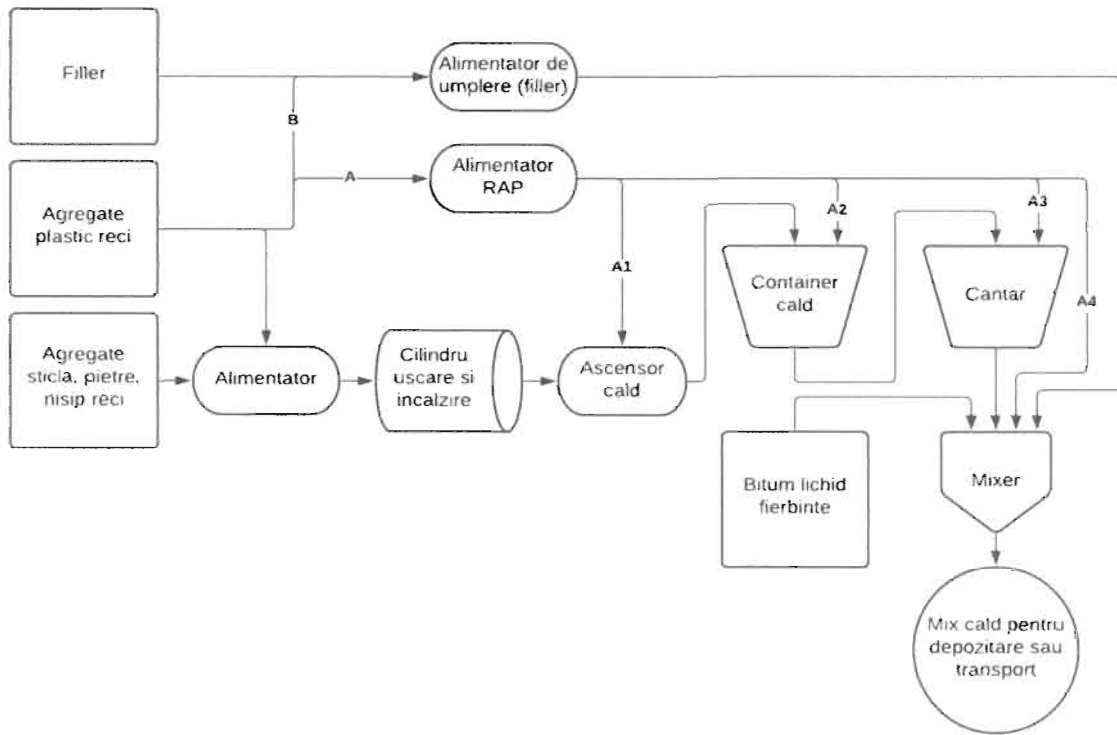 Filler
Alimentator de
umplere (filler)
B
Agregate
plastic reci
A
Alimentator
RAP
A1
A2
A3
A4
Container
cald
Cantar
Agregate
sticla, pietre,
nisip reci
Alimentator
Cilindru
uscare si
incalzire
Ascensor
cald
Bitum lichid
fierbinte
Mixer
Mix cald pentru
depozitare sau
transport